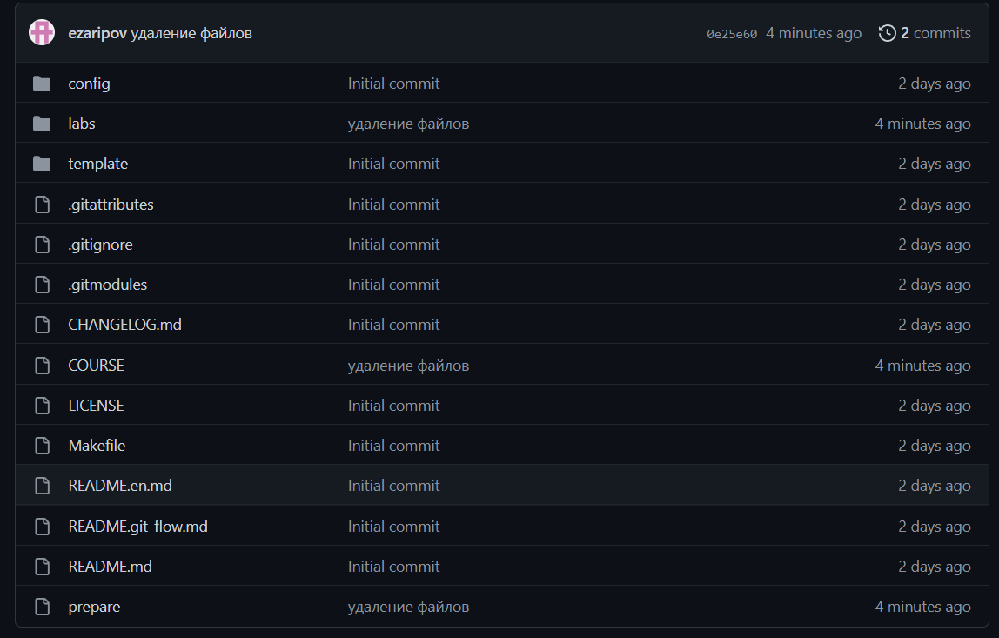 ezaripov удаление файлов 0e25e60 4 minutes ago 2 commits
config Initial commit 2 days ago
labs удаление файлов 4 minutes ago
template Initial commit 2 days ago
.gitattributes Initial commit 2 days ago
.gitignore Initial commit 2 days ago
.gitmodules Initial commit 2 days ago
CHANGELOG.md Initial commit 2 days ago
COURSE удаление файлов 4 minutes ago
LICENSE Initial commit 2 days ago
Makefile Initial commit 2 days ago
README.en.md Initial commit 2 days ago
README.git-flow.md Initial commit 2 days ago
README.md Initial commit 2 days ago
prepare удаление файлов 4 minutes ago